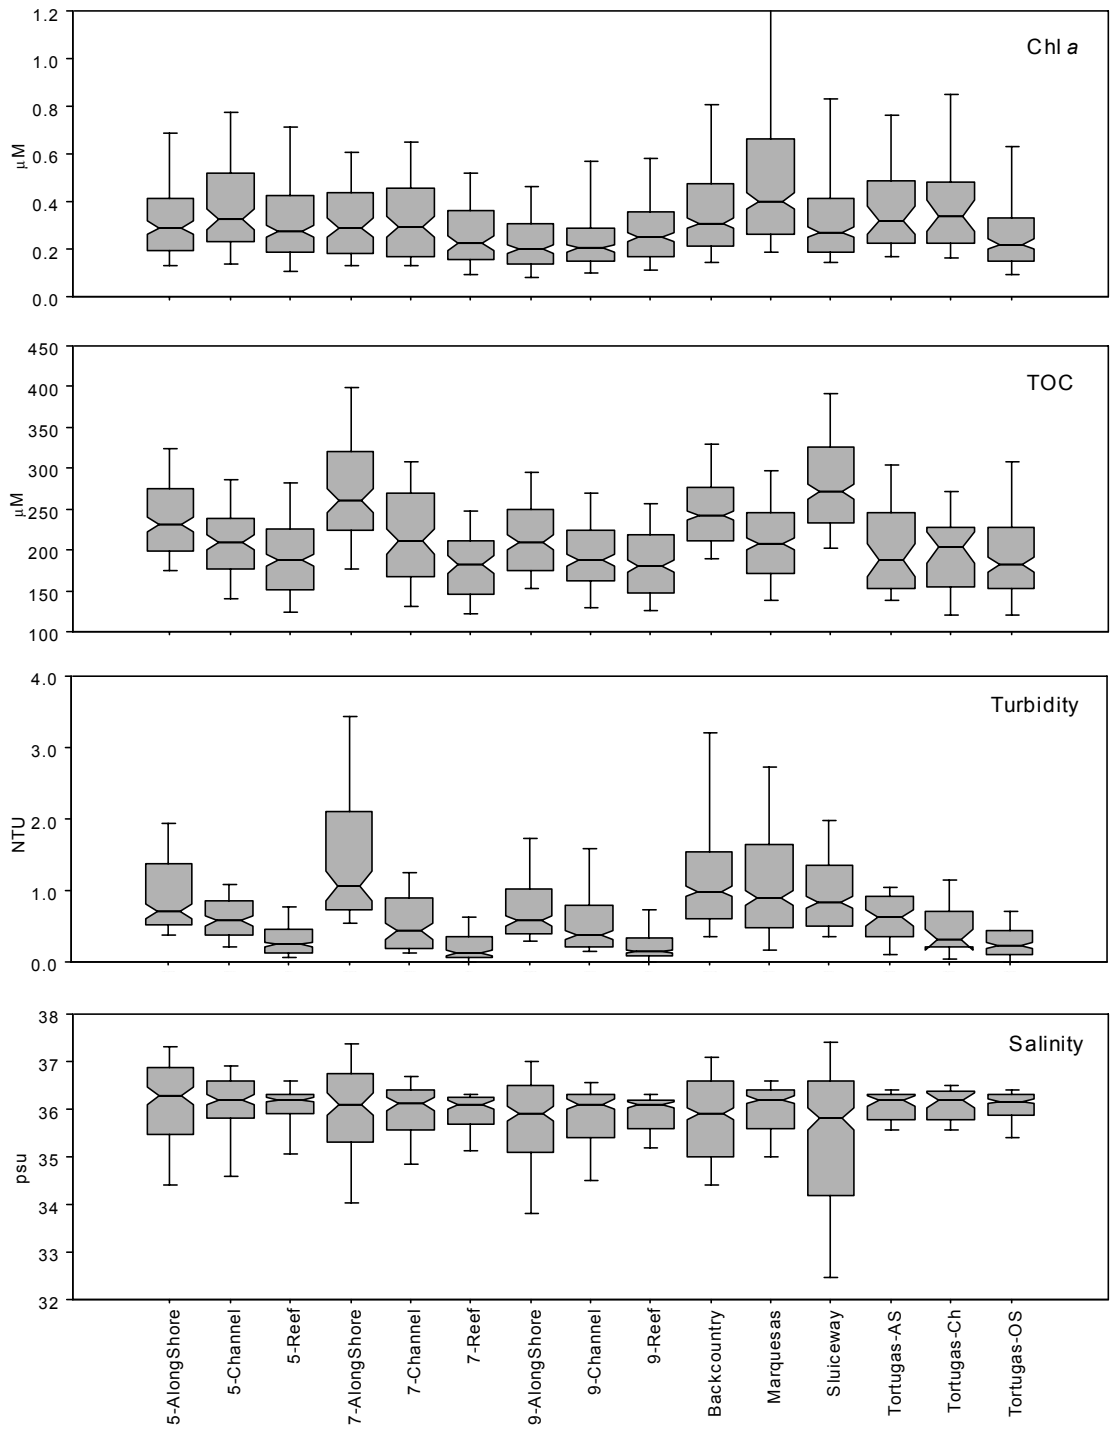 1.2
1.0
0.8
0.6
0.4
0.2
0.0
µM
Chl a
450
400
350
300
250
200
150
100
µM
TOC
4.0
3.0
2.0
1.0
0.0
NTU
Turbidity
38
37
36
35
34
33
32
psu
Salinity
5-AlongShore
5-Channel
5-Reef
7-AlongShore
7-Channel
7-Reef
9-AlongShore
9-Channel
9-Reef
Backcountry
Marquesas
Sluiceway
Tortugas-AS
Tortugas-Ch
Tortugas-OS